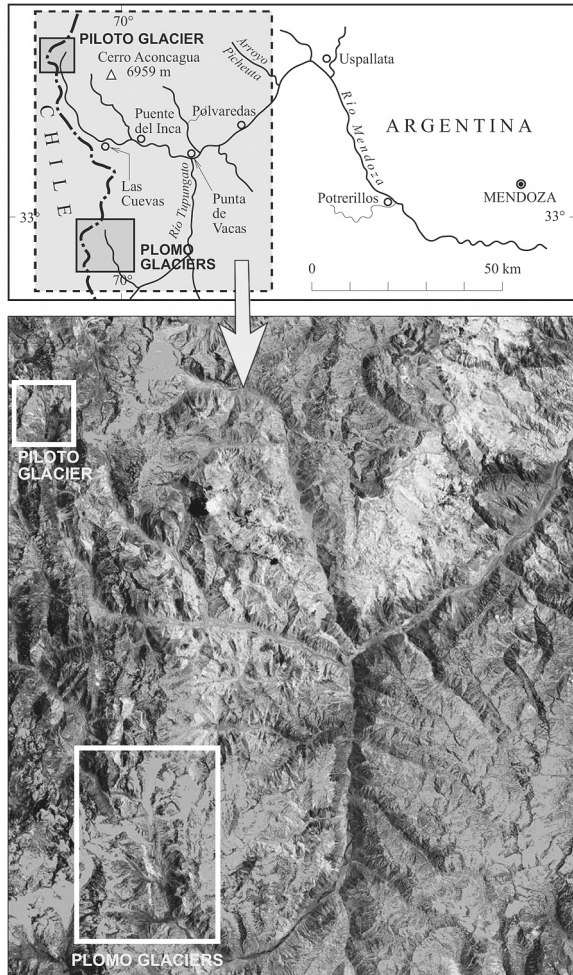 70°
PILOTO GLACIER
Cerro Aconcagua
6959 m
Arroyo
Picheuta
Uspallata
CHILE
Puente
del Inca
Polvaredas
Río Mendoza
ARGENTINA
Las
Cuevas
Río Tupungato
Punta
de
Vacas
Potrerillos
MENDOZA
33°
33°
PLOMO
GLACIERS
70°
0
50 km
PILOTO
GLACIER
PLOMO GLACIERS